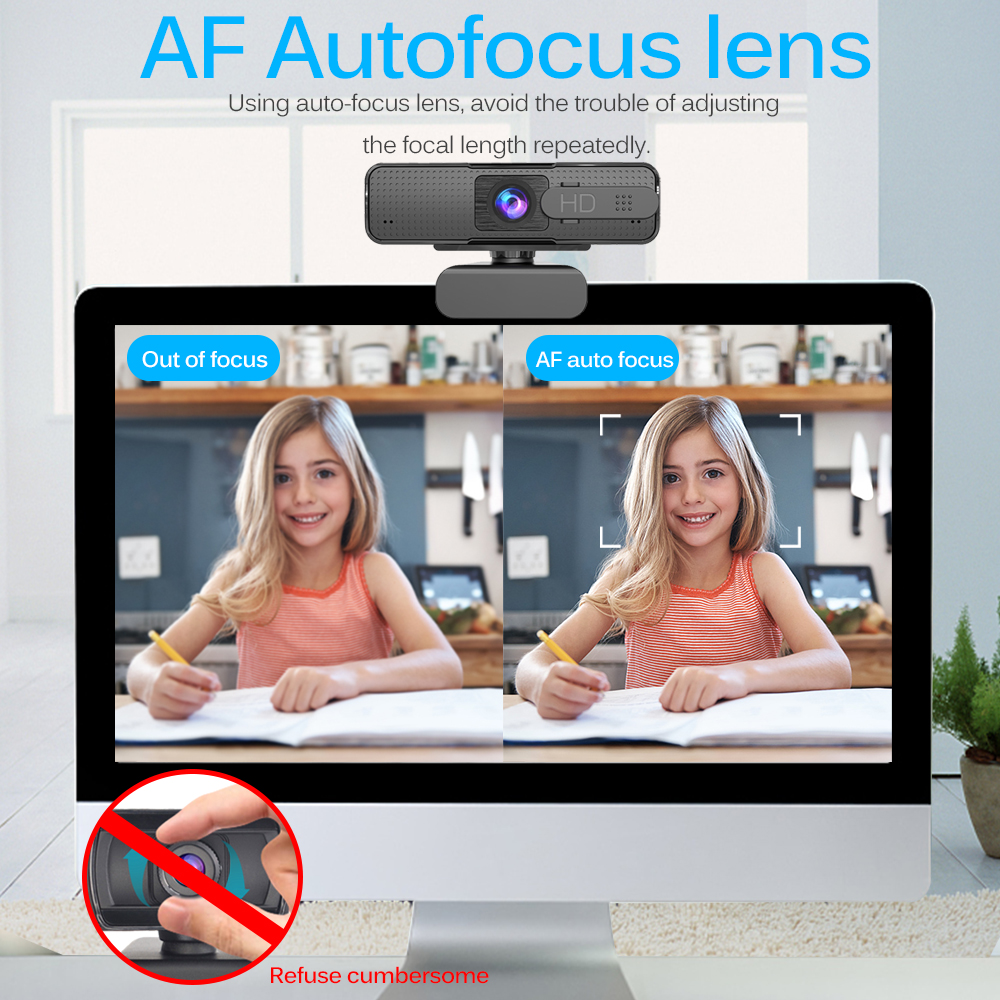 AF Autofocus lens
Using auto-focus lens, avoid the trouble of adjusting
the focal length repeatedly.
HD
Out of focus
AF auto focus
Refuse cumbersome